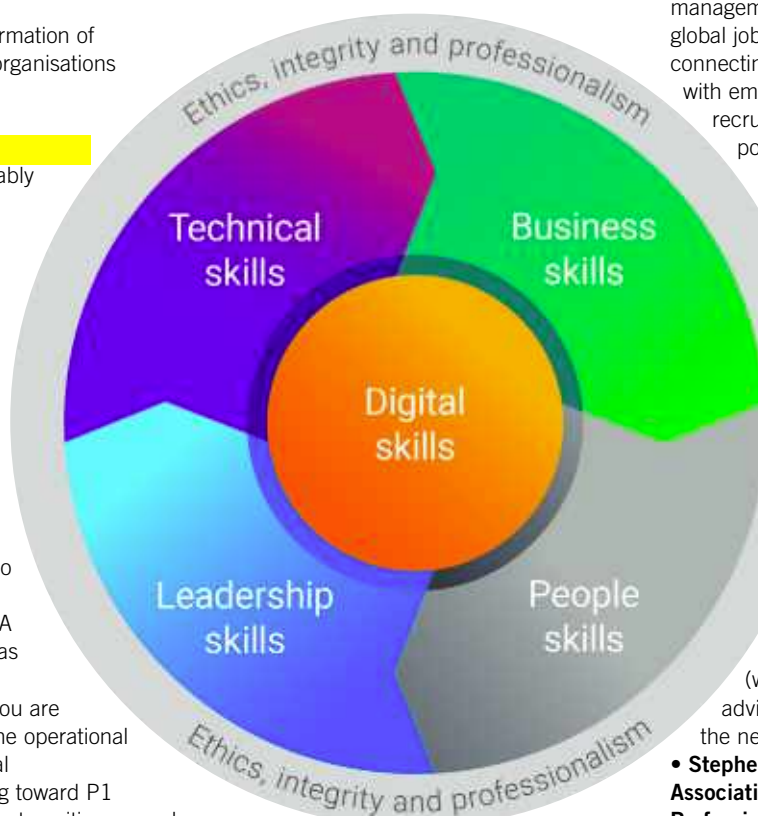 rmation of
organisations
ably
o
A
as
ou are
ne operational
al
g toward P1
managem
global job
connectin
with em
recru
po
Ethics, integrity and professionalism
Technical
skills
Business
skills
Digital
skills
Leadership
skills
People
skills
Ethics, integrity and professionalism
(w
advi
the ne
• Stephe
Associati